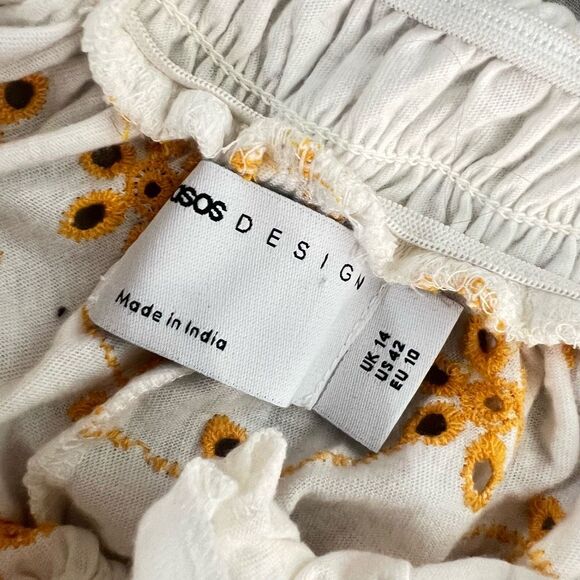 asos DESIGN
Made in India
UK 14
US 42
EU 10